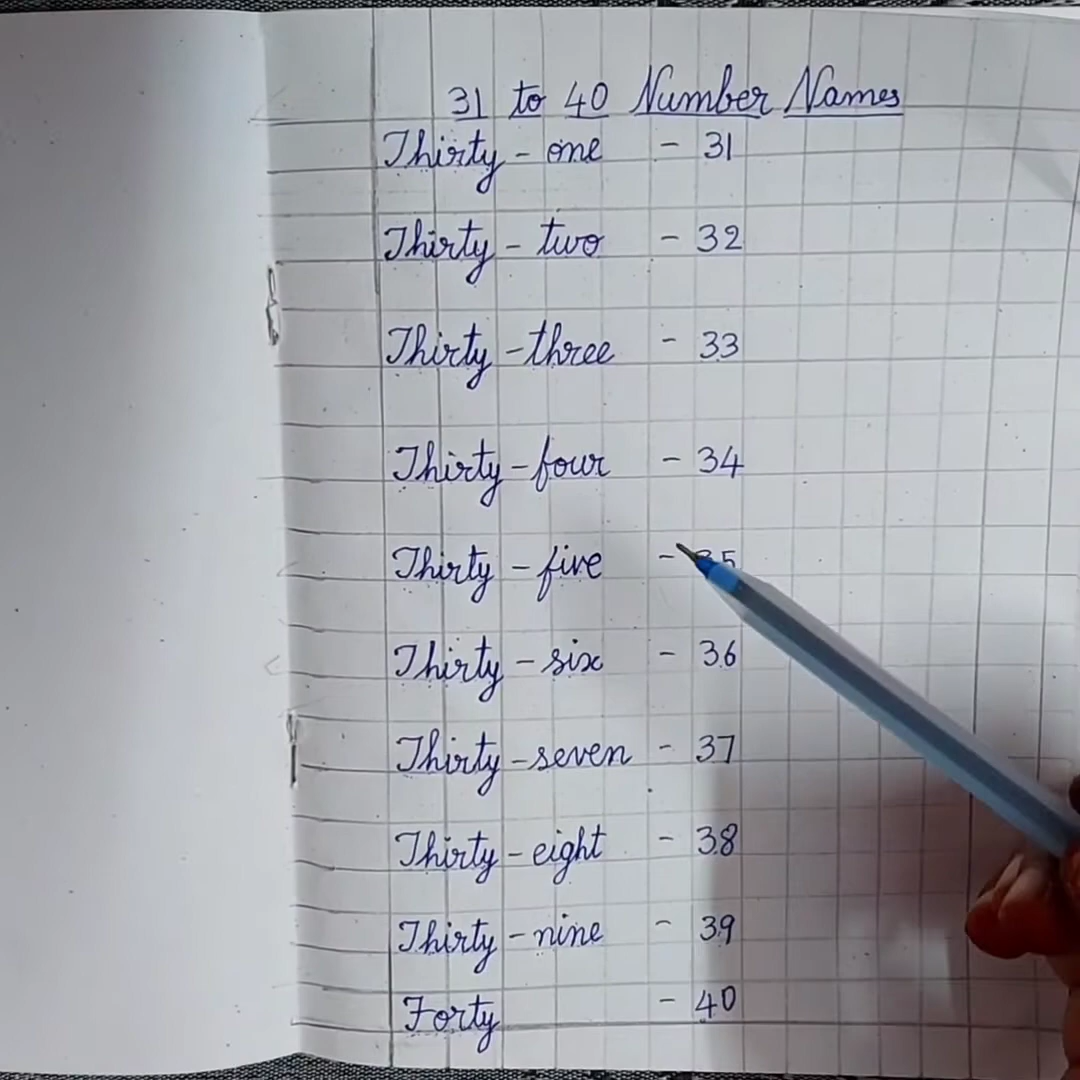 31 to 40 Number Names
Thirty-one - 31
Thirty-two - 32
Thirty-three - 33
Thirty-four - 34
Thirty-five - 35
Thirty-six - 36
Thirty-seven - 37
Thirty-eight - 38
Thirty-nine - 39
Forty - 40